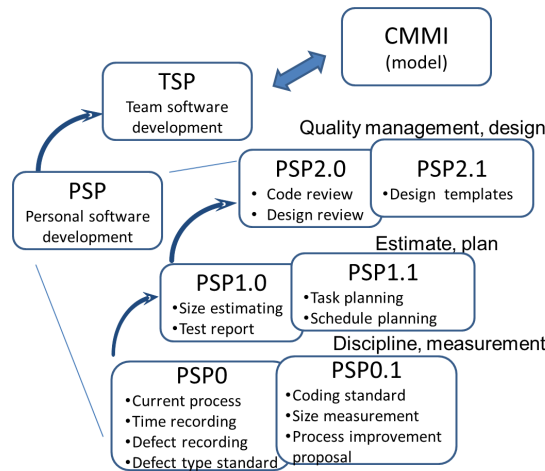 CMMI
(model)
TSP
Team software
development
Quality management, design
PSP
Personal software
development
PSP2.0
• Code review
• Design review
PSP2.1
• Design templates
Estimate, plan
PSP1.0
•Size estimating
•Test report
PSP1.1
•Task planning
•Schedule planning
Discipline, measurement
PSP0
•Current process
•Time recording
•Defect recording
•Defect type standard
PSP0.1
•Coding standard
•Size measurement
•Process improvement
proposal